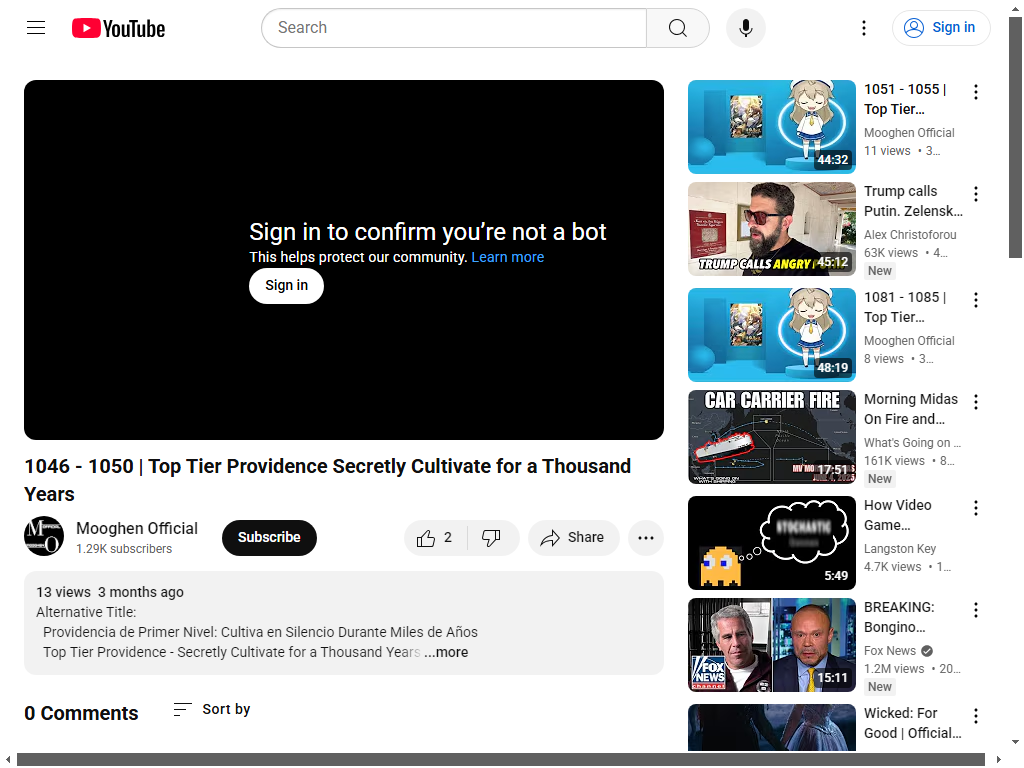 YouTube
Search
Sign in
Sign in to confirm you're not a bot
This helps protect our community. Learn more
Sign in
1046 - 1050 | Top Tier Providence Secretly Cultivate for a Thousand
Years
Mooghen Official
1.29K subscribers
Subscribe
2
Share
13 views 3 months ago
Alternative Title:
Providencia de Primer Nivel: Cultiva en Silencio Durante Miles de Años
Top Tier Providence - Secretly Cultivate for a Thousand Years ...more
0 Comments
Sort by
44:32
1051 - 1055 |
Top Tier...
Mooghen Official
11 views • 3...
TRUMP CALLS ANGRY
45:12
Trump calls
Putin. Zelensk...
Alex Christoforou
63K views • 4...
New
48:19
1081 - 1085 |
Top Tier...
Mooghen Official
8 views • 3...
CAR CARRIER FIRE
17:51
Morning Midas
On Fire and...
What's Going on ...
161K views • 8...
New
STOCHASTIC
5:49
How Video
Game...
Langston Key
4.7K views • 1...
FOX
NEWS
channel
15:11
BREAKING:
Bongino...
Fox News
1.2M views • 20...
New
Wicked: For
Good | Official...